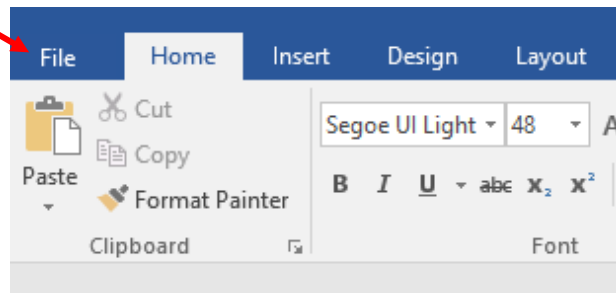 File Home Insert Design Layout
Cut
Segoe UI Light 48 A
Copy
Paste
B I U abc X₂ X²
Format Painter
Clipboard Font